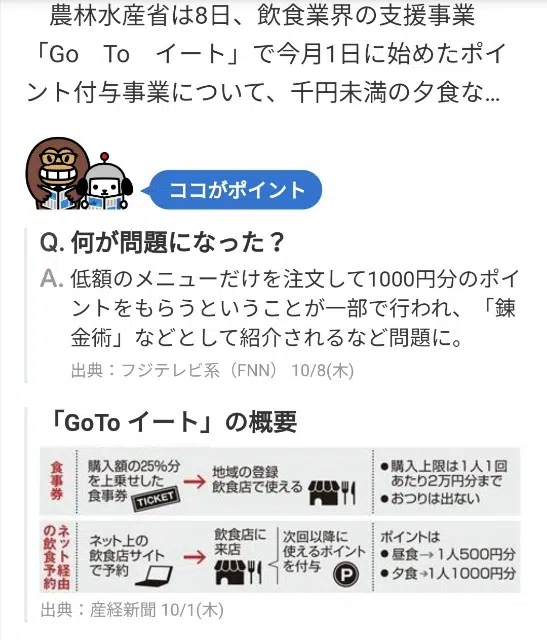 農林水産省は8日、飲食業界の支援事業
「Go　To　イート」で今月1日に始めたポイ
ント付与事業について、千円未満の夕食な...
ココがポイント
Q. 何が問題になった？
A. 低額のメニューだけを注文して1000円分のポイ
ントをもらうということが一部で行われ、「錬
金術」などとして紹介されるなど問題に。
出典：フジテレビ系（FNN） 10/8(木)
「GoTo イート」の概要
食事券
購入額の25%分
を上乗せした
食事券
TICKET
地域の登録
飲食店で使える
●購入上限は1人1回
あたり2万円分まで
●おつりは出ない
ネット経由
の飲食予約
ネット上の
飲食店サイト
で予約
飲食店に
来店
次回以降に
使えるポイント
を付与
P
ポイントは
●昼食→1人500円分
●夕食→1人1000円分
出典：産経新聞 10/1(木)